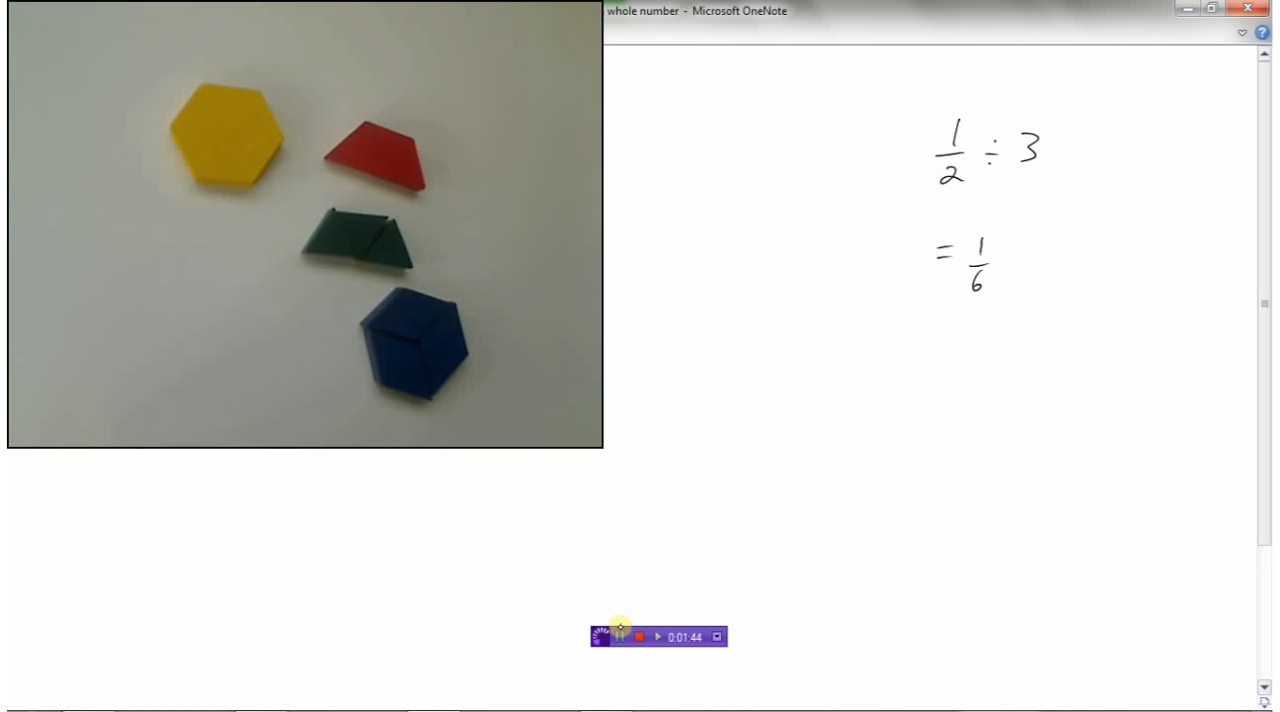 whole number - Microsoft OneNote
1/2 ÷ 3
= 1/6
0:01:44